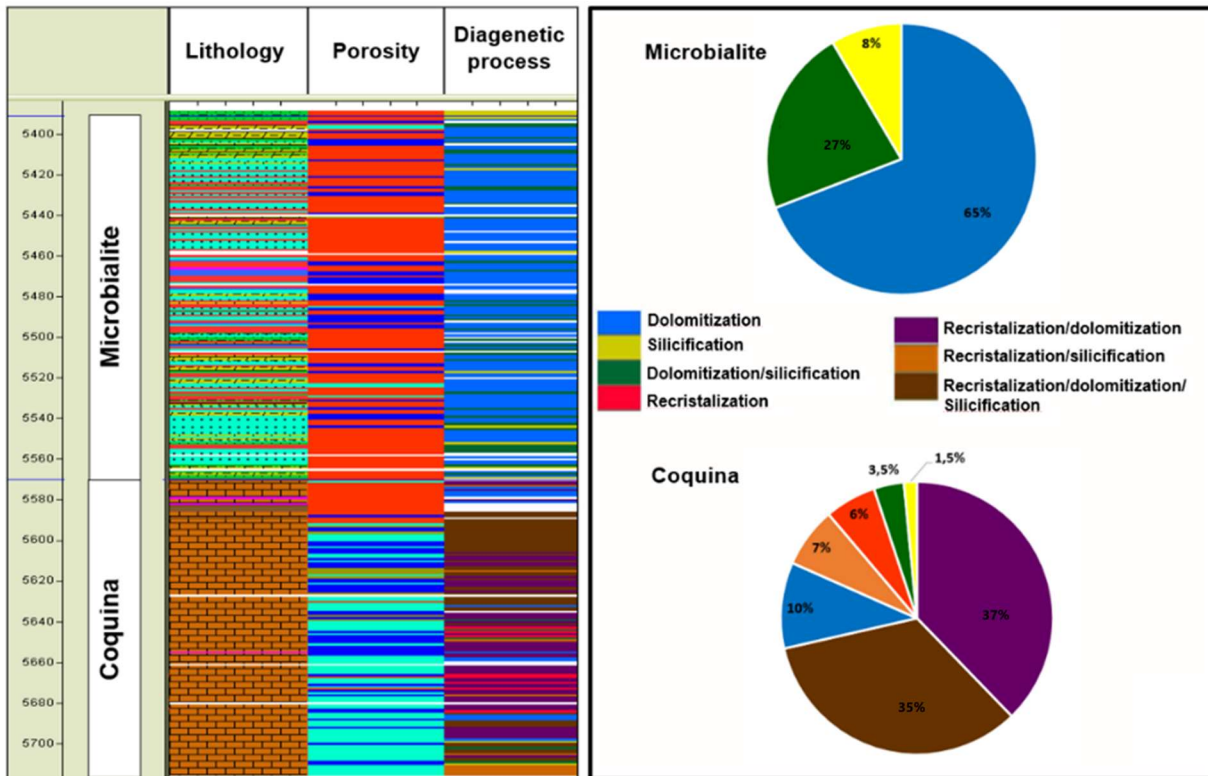 Lithology
Porosity
Diagenetic
process
5400
5420
5440
5460
5480
5500
5520
5540
5560
5580
5600
5620
5640
5660
5680
5700
Microbialite
Coquina
Microbialite
8%
27%
65%
Dolomitization
Silicification
Dolomitization/silicification
Recristalization
Recristalization/dolomitization
Recristalization/silicification
Recristalization/dolomitization/
Silicification
Coquina
1,5%
3,5%
6%
7%
10%
37%
35%